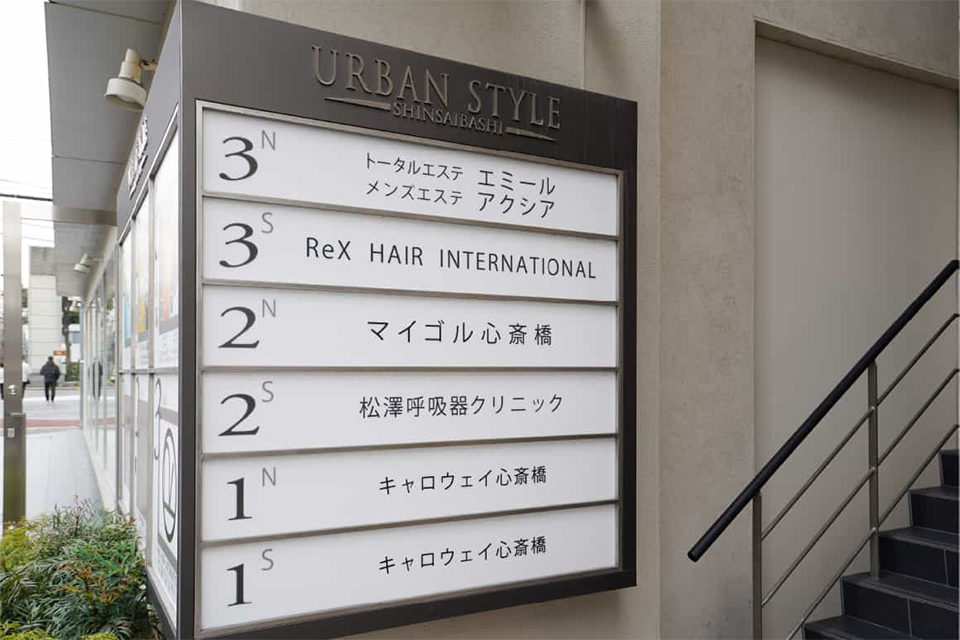 URBAN STYLE
SHINSAIBASHI
3N トータルエステ エミール
メンズエステ アクシア
3S ReX HAIR INTERNATIONAL
2N マイゴル心斎橋
2S 松澤呼吸器クリニック
1N キャロウェイ心斎橋
1S キャロウェイ心斎橋